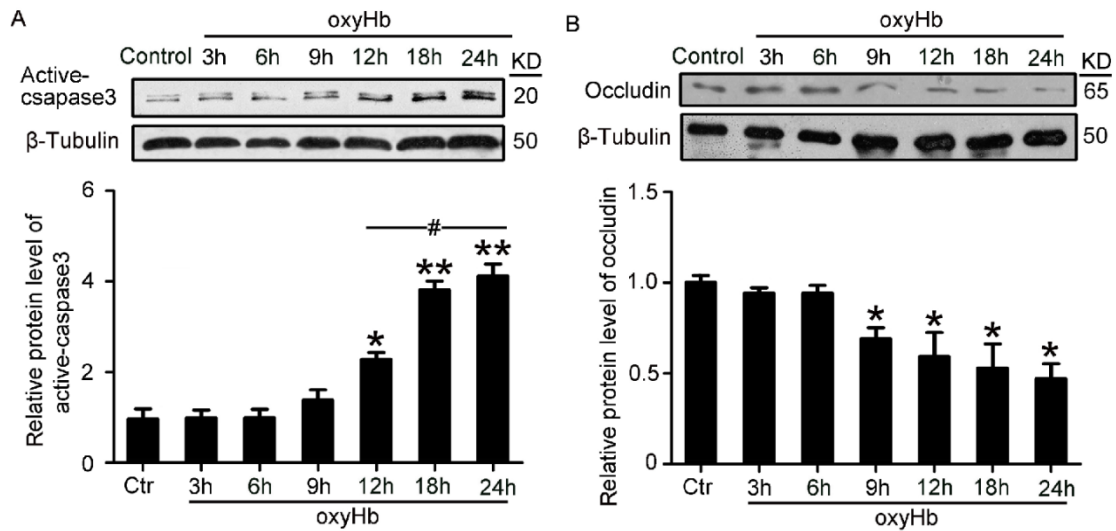 A
oxyHb
Control 3h 6h 9h 12h 18h 24h KD
Active-
csapase3
20
β-Tubulin
50
Relative protein level of
active-caspase3
6
4
2
0
#
* ** **
Ctr 3h 6h 9h 12h 18h 24h
oxyHb
B
oxyHb
Control 3h 6h 9h 12h 18h 24h KD
Occludin
65
β-Tubulin
50
Relative protein level of occludin
1.5
1.0
0.5
0.0
* * * *
Ctr 3h 6h 9h 12h 18h 24h
oxyHb